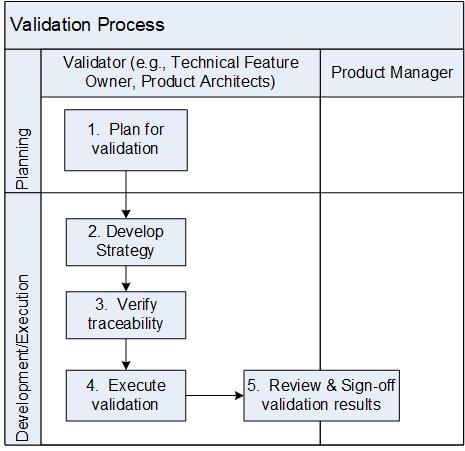 Validation Process
Validator (e.g., Technical Feature
Owner, Product Architects)
Product Manager
Planning
1. Plan for
validation
Development/Execution
2. Develop
Strategy
3. Verify
traceability
4. Execute
validation
5. Review & Sign-off
validation results